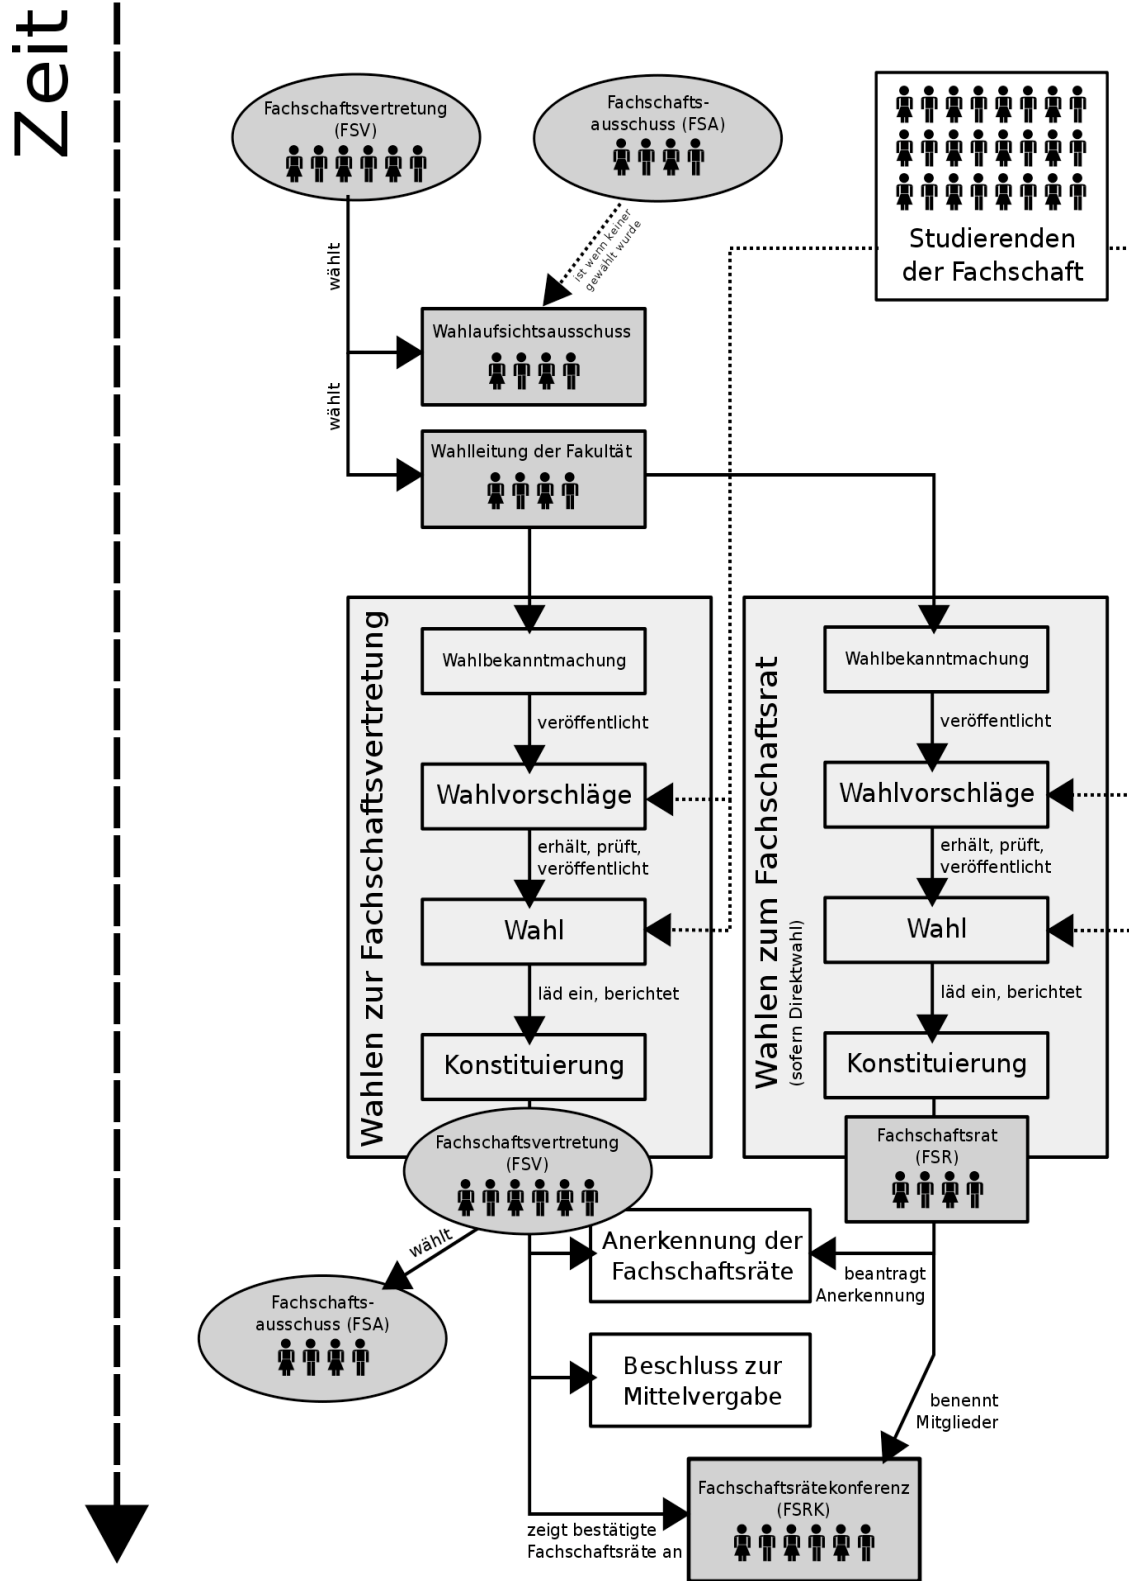 Zeit
Fachschaftsvertretung
(FSV)
Fachschafts-
ausschuss (FSA)
Studierenden
der Fachschaft
wählt
ist wenn keiner
gewählt wurde
Wahlaufsichtsausschuss
wählt
Wahlleitung der Fakultät
Wahlen zur Fachschaftsvertretung
Wahlbekanntmachung
veröffentlicht
Wahlvorschläge
erhält, prüft,
veröffentlicht
Wahl
läd ein, berichtet
Konstituierung
Fachschaftsvertretung
(FSV)
Wahlen zum Fachschaftsrat
(sofern Direktwahl)
Wahlbekanntmachung
veröffentlicht
Wahlvorschläge
erhält, prüft,
veröffentlicht
Wahl
läd ein, berichtet
Konstituierung
Fachschaftsrat
(FSR)
wählt
Fachschafts-
ausschuss (FSA)
Anerkennung der
Fachschaftsräte
beantragt
Anerkennung
Beschluss zur
Mittelvergabe
benennt
Mitglieder
zeigt bestätigte
Fachschaftsräte an
Fachschaftsrätekonferenz
(FSRK)